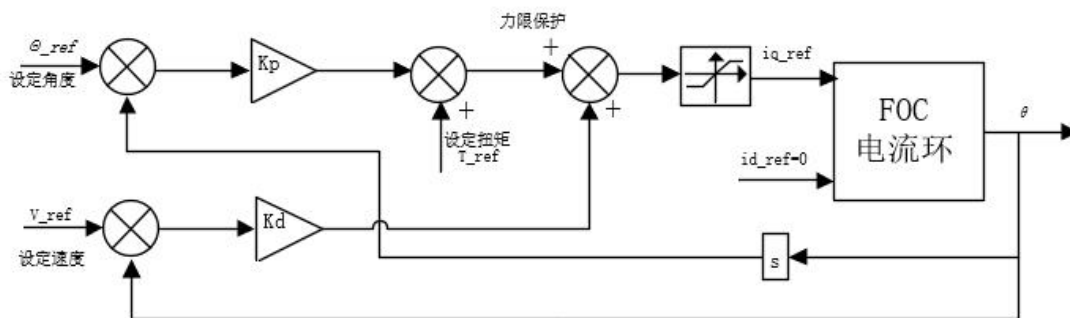 力限保护
Θ_ref
设定角度
Kp
+
+
+
+
设定扭矩
T_ref
iq_ref
FOC
电流环
θ
id_ref=0
V_ref
设定速度
Kd
s